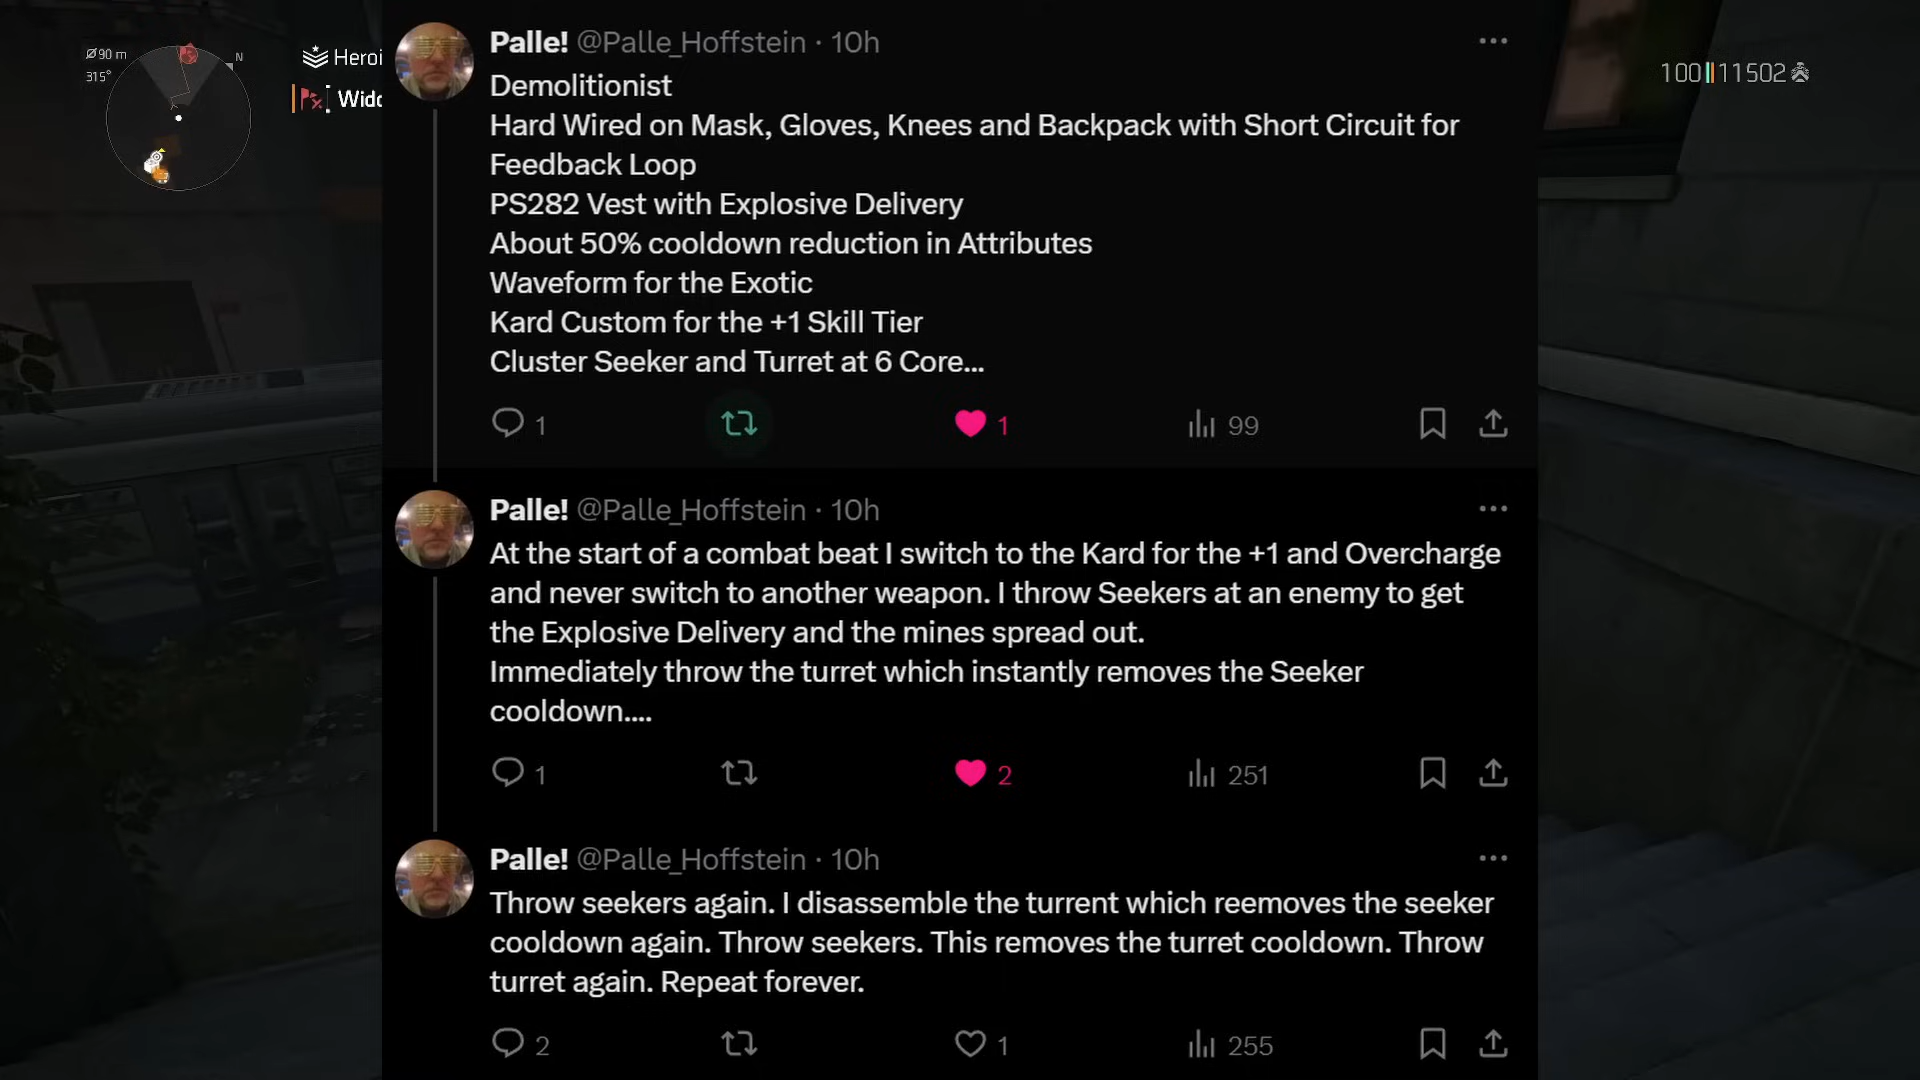 90 m
315°
N
Heroi
Widc
100 11502
Palle! @Palle_Hoffstein · 10h
Demolitionist
Hard Wired on Mask, Gloves, Knees and Backpack with Short Circuit for
Feedback Loop
PS282 Vest with Explosive Delivery
About 50% cooldown reduction in Attributes
Waveform for the Exotic
Kard Custom for the +1 Skill Tier
Cluster Seeker and Turret at 6 Core...
1 1 99
Palle! @Palle_Hoffstein · 10h
At the start of a combat beat I switch to the Kard for the +1 and Overcharge
and never switch to another weapon. I throw Seekers at an enemy to get
the Explosive Delivery and the mines spread out.
Immediately throw the turret which instantly removes the Seeker
cooldown....
1 2 251
Palle! @Palle_Hoffstein · 10h
Throw seekers again. I disassemble the turrent which reemoves the seeker
cooldown again. Throw seekers. This removes the turret cooldown. Throw
turret again. Repeat forever.
2 1 255